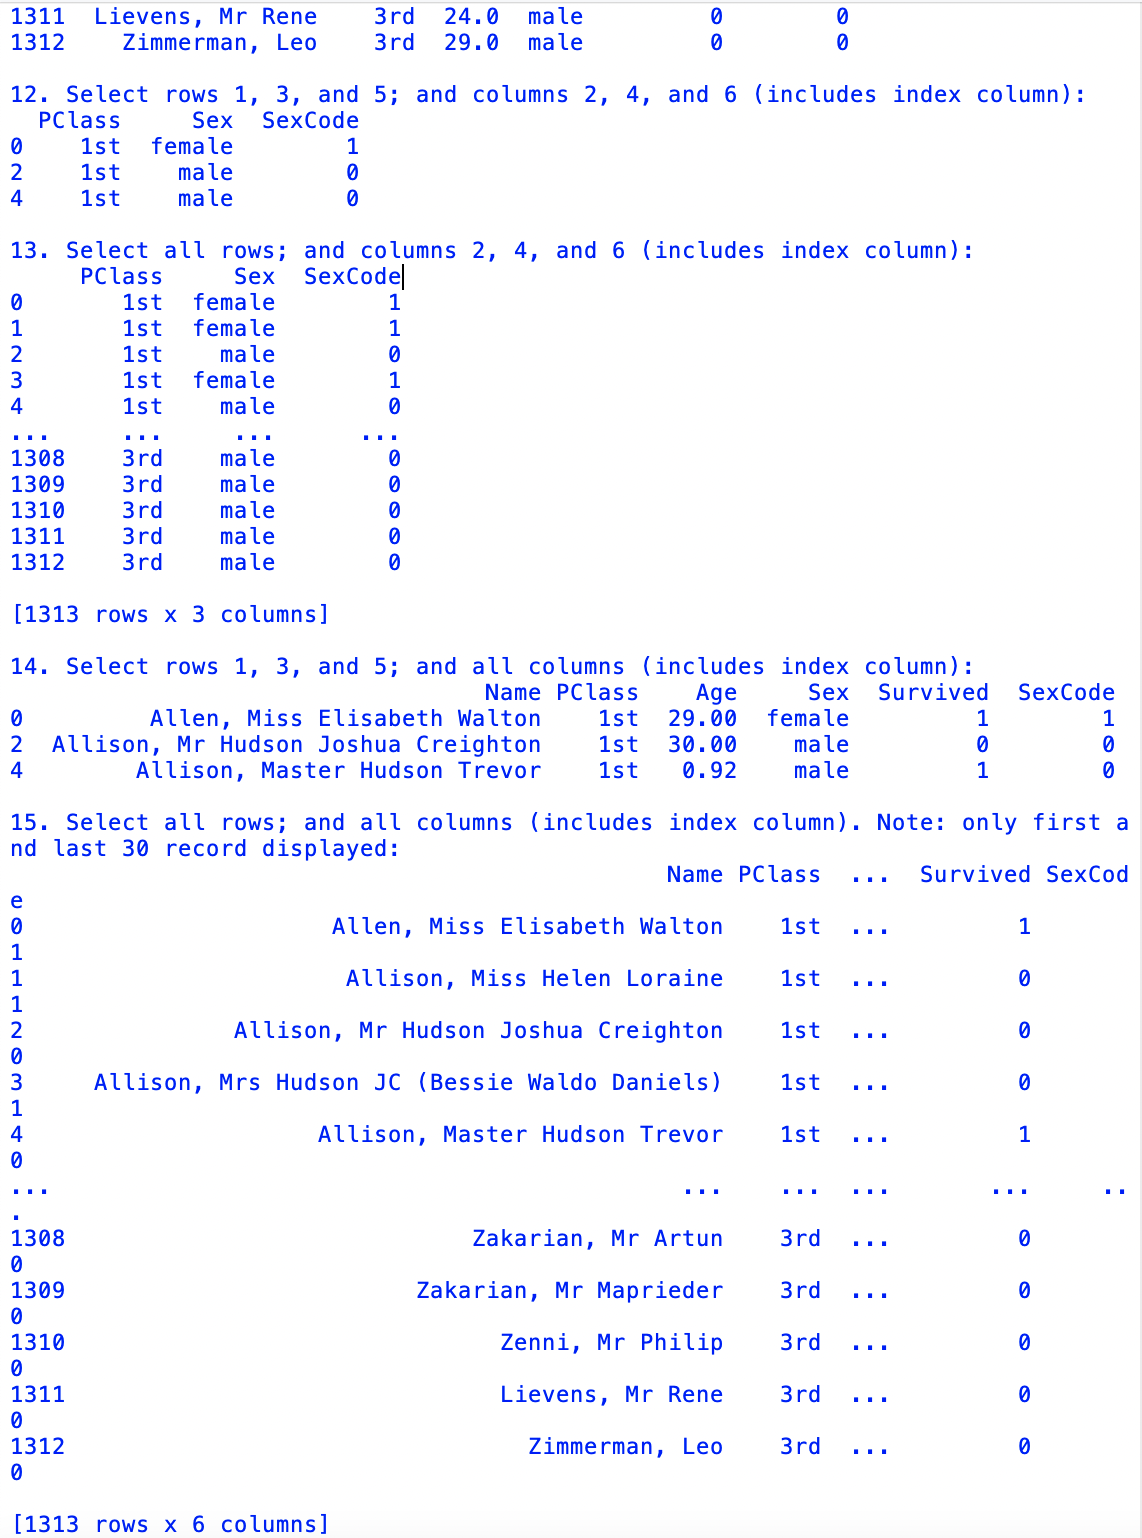 1311  Lievens, Mr Rene    3rd  24.0  male         0        0
1312    Zimmerman, Leo    3rd  29.0  male         0        0
12. Select rows 1, 3, and 5; and columns 2, 4, and 6 (includes index column):
  PClass     Sex  SexCode
0    1st  female        1
2    1st    male        0
4    1st    male        0
13. Select all rows; and columns 2, 4, and 6 (includes index column):
     PClass     Sex  SexCode
0       1st  female        1
1       1st  female        1
2       1st    male        0
3       1st  female        1
4       1st    male        0
...     ...     ...      ...
1308    3rd    male        0
1309    3rd    male        0
1310    3rd    male        0
1311    3rd    male        0
1312    3rd    male        0
[1313 rows x 3 columns]
14. Select rows 1, 3, and 5; and all columns (includes index column):
                                  Name PClass    Age     Sex  Survived  SexCode
0         Allen, Miss Elisabeth Walton    1st  29.00  female         1        1
2  Allison, Mr Hudson Joshua Creighton    1st  30.00    male         0        0
4        Allison, Master Hudson Trevor    1st   0.92    male         1        0
15. Select all rows; and all columns (includes index column). Note: only first a
nd last 30 record displayed:
                                               Name PClass  ...  Survived SexCod
e
0                      Allen, Miss Elisabeth Walton    1st  ...         1
1
1                       Allison, Miss Helen Loraine    1st  ...         0
1
2               Allison, Mr Hudson Joshua Creighton    1st  ...         0
0
3     Allison, Mrs Hudson JC (Bessie Waldo Daniels)    1st  ...         0
1
4                     Allison, Master Hudson Trevor    1st  ...         1
0
...                                             ...    ...  ...       ...     ..
.
1308                             Zakarian, Mr Artun    3rd  ...         0
0
1309                         Zakarian, Mr Maprieder    3rd  ...         0
0
1310                               Zenni, Mr Philip    3rd  ...         0
0
1311                               Lievens, Mr Rene    3rd  ...         0
0
1312                                 Zimmerman, Leo    3rd  ...         0
0
[1313 rows x 6 columns]